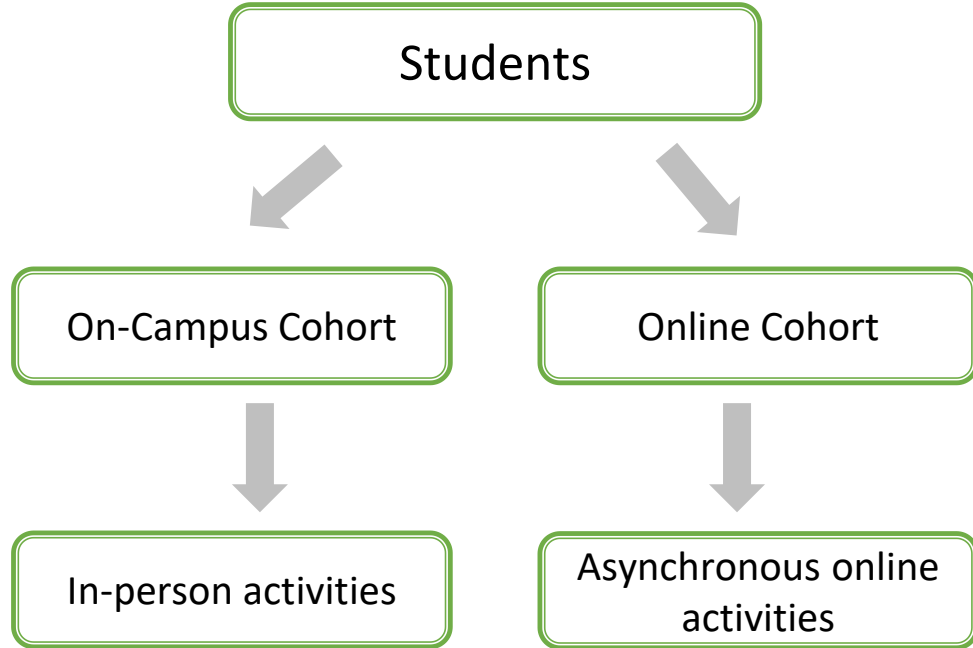 Students
On-Campus Cohort
Online Cohort
In-person activities
Asynchronous online
activities